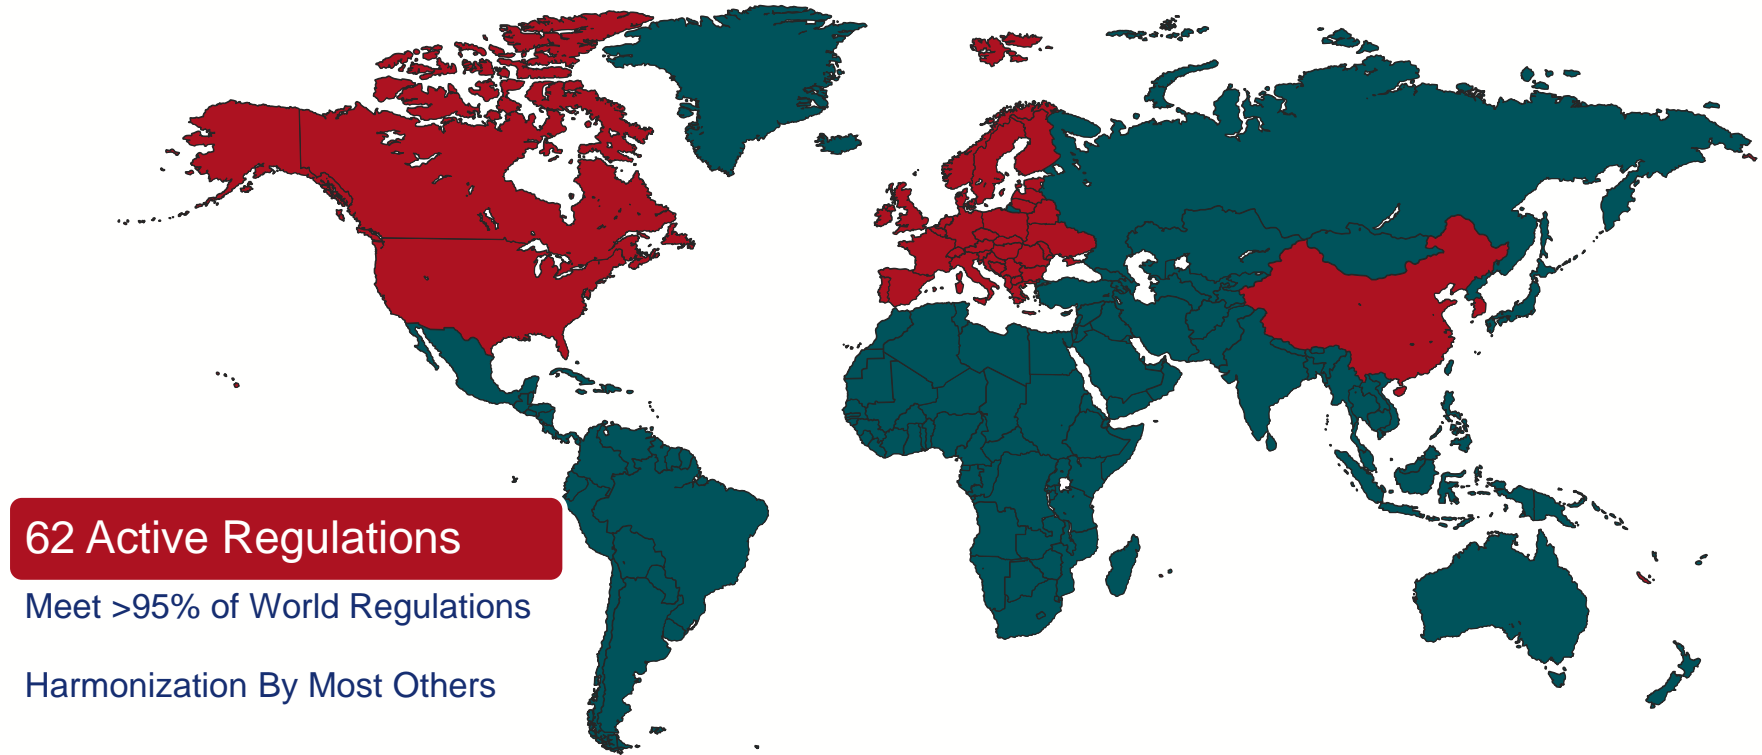 62 Active Regulations
Meet >95% of World Regulations
Harmonization By Most Others